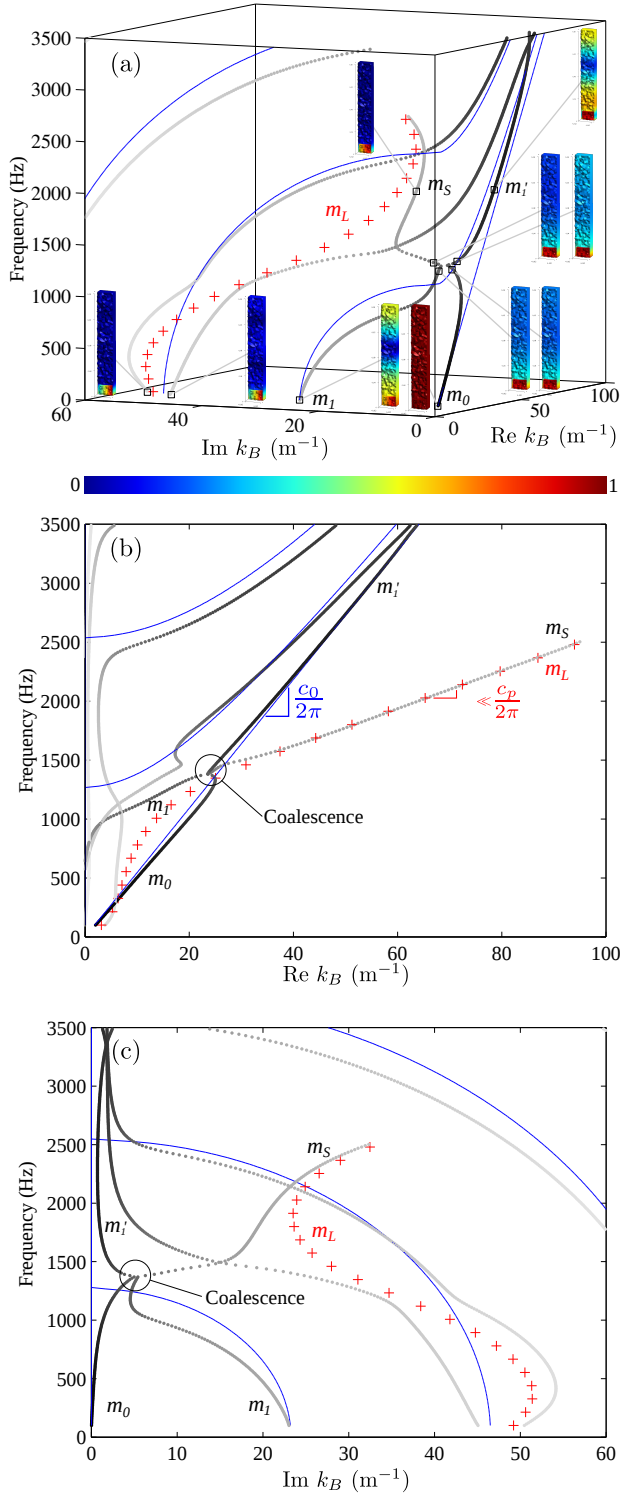 (a)
3500
3000
2500
2000
1500
1000
500
0
Frequency (Hz)
m_S
m_L
m_1'
m_1
m_0
60
40
20
0
Im k_B (m⁻¹)
0
50
100
Re k_B (m⁻¹)
0
1
(b)
3500
3000
2500
2000
1500
1000
500
0
Frequency (Hz)
m_1'
m_S
m_L
c_0/2π
≪ c_p/2π
Coalescence
m_1
m_0
0
20
40
60
80
100
Re k_B (m⁻¹)
(c)
3500
3000
2500
2000
1500
1000
500
0
Frequency (Hz)
m_S
m_L
m_1'
Coalescence
m_0
m_1
0
10
20
30
40
50
60
Im k_B (m⁻¹)